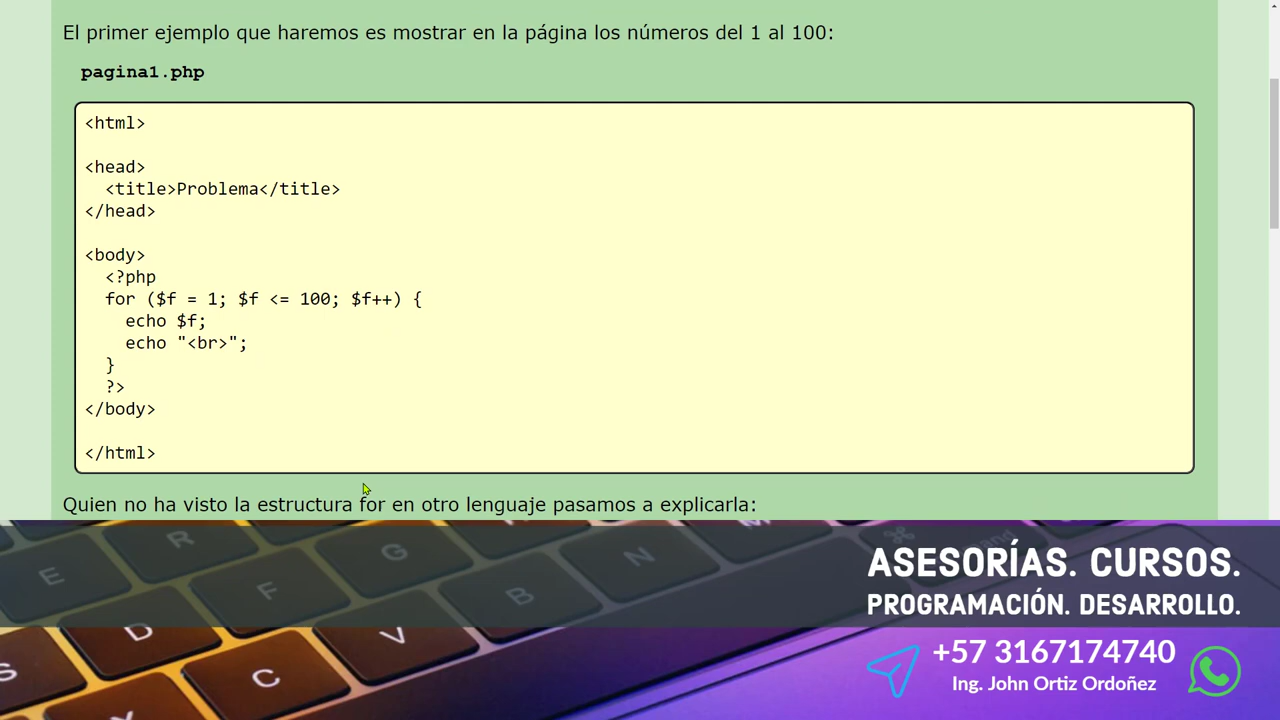 El primer ejemplo que haremos es mostrar en la página los números del 1 al 100:
pagina1.php
<html>
<head>
  <title>Problema</title>
</head>
<body>
  <?php
  for ($f = 1; $f <= 100; $f++) {
    echo $f;
    echo "<br>";
  }
  ?>
</body>
</html>
Quien no ha visto la estructura for en otro lenguaje pasamos a explicarla:
ASESORÍAS. CURSOS.
PROGRAMACIÓN. DESARROLLO.
+57 3167174740
Ing. John Ortiz Ordoñez
E
R
F
G
B
N
M
D
C
V
S